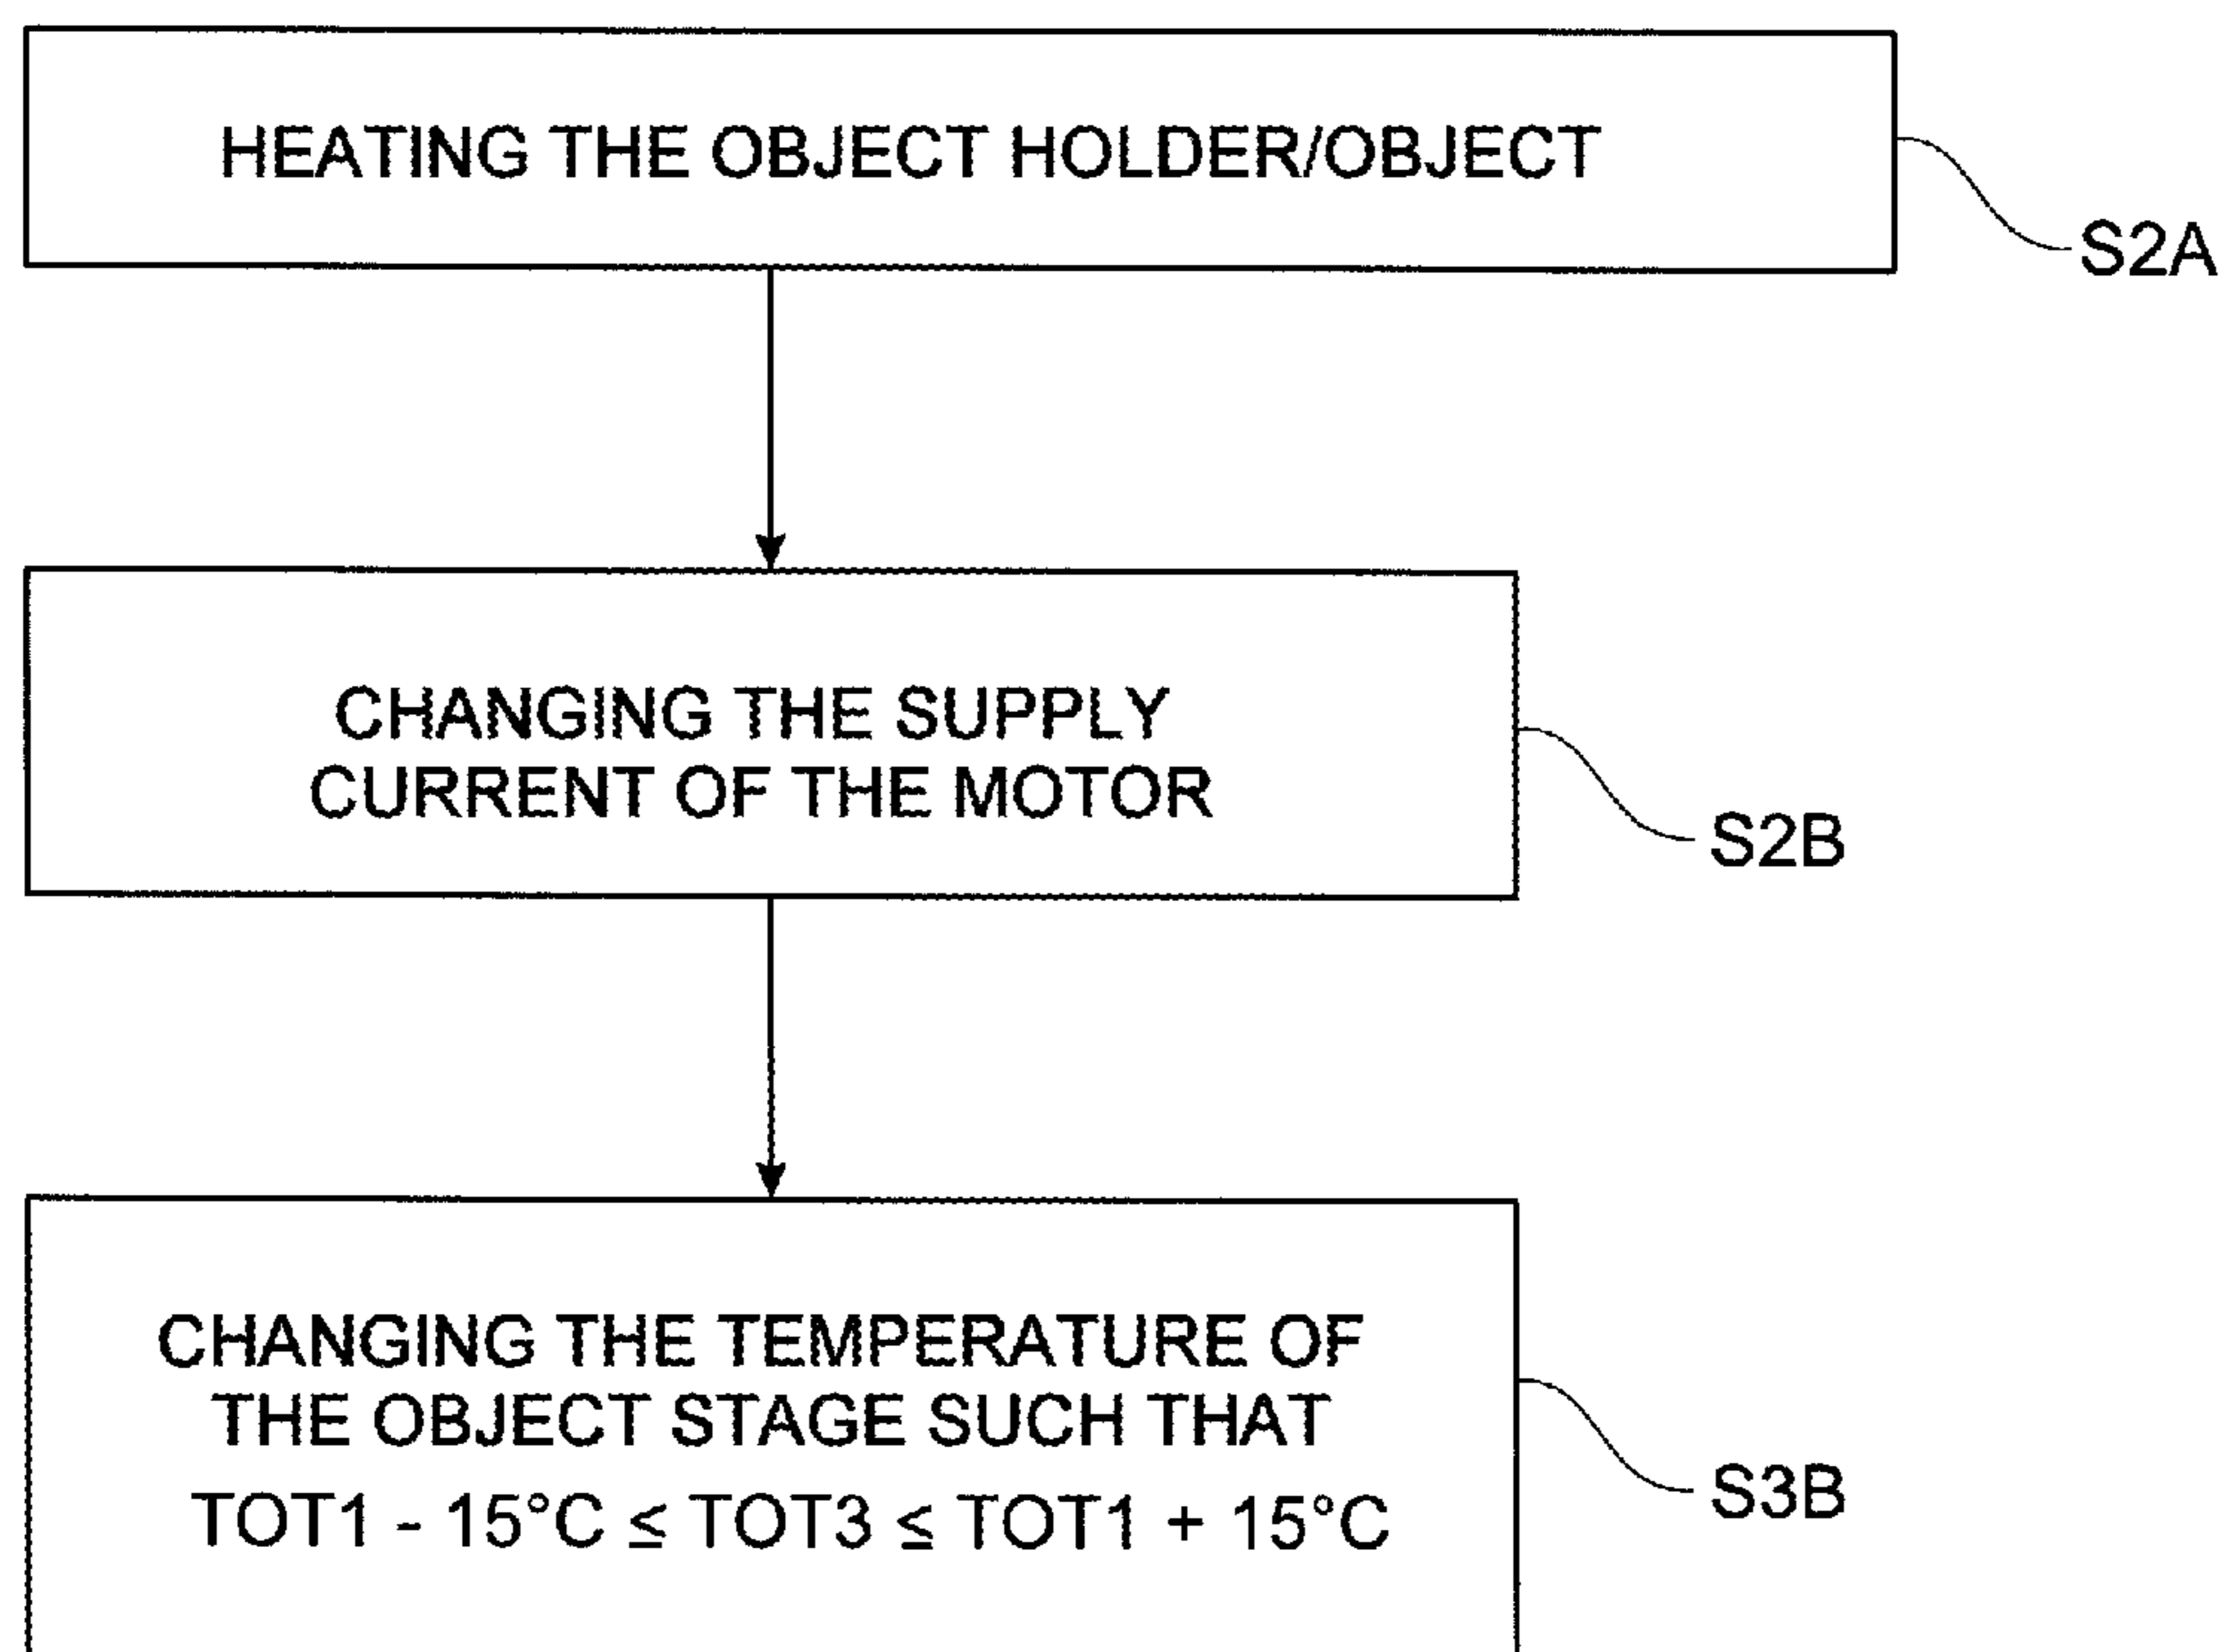 HEATING THE OBJECT HOLDER/OBJECT
S2A
CHANGING THE SUPPLY
CURRENT OF THE MOTOR
S2B
CHANGING THE TEMPERATURE OF
THE OBJECT STAGE SUCH THAT
TOT1 - 15°C ≤ TOT3 ≤ TOT1 + 15°C
S3B